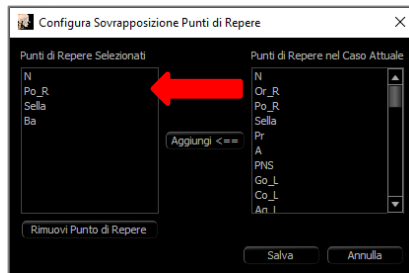 Configura Sovrapposizione Punti di Repere
Punti di Repere Selezionati
N
Po_R
Sella
Ba
Rimuovi Punto di Repere
Aggiungi <==
Punti di Repere nel Caso Attuale
N
Or_R
Po_R
Sella
Pr
A
PNS
Go_L
Co_L
Ag_L
Salva
Annulla